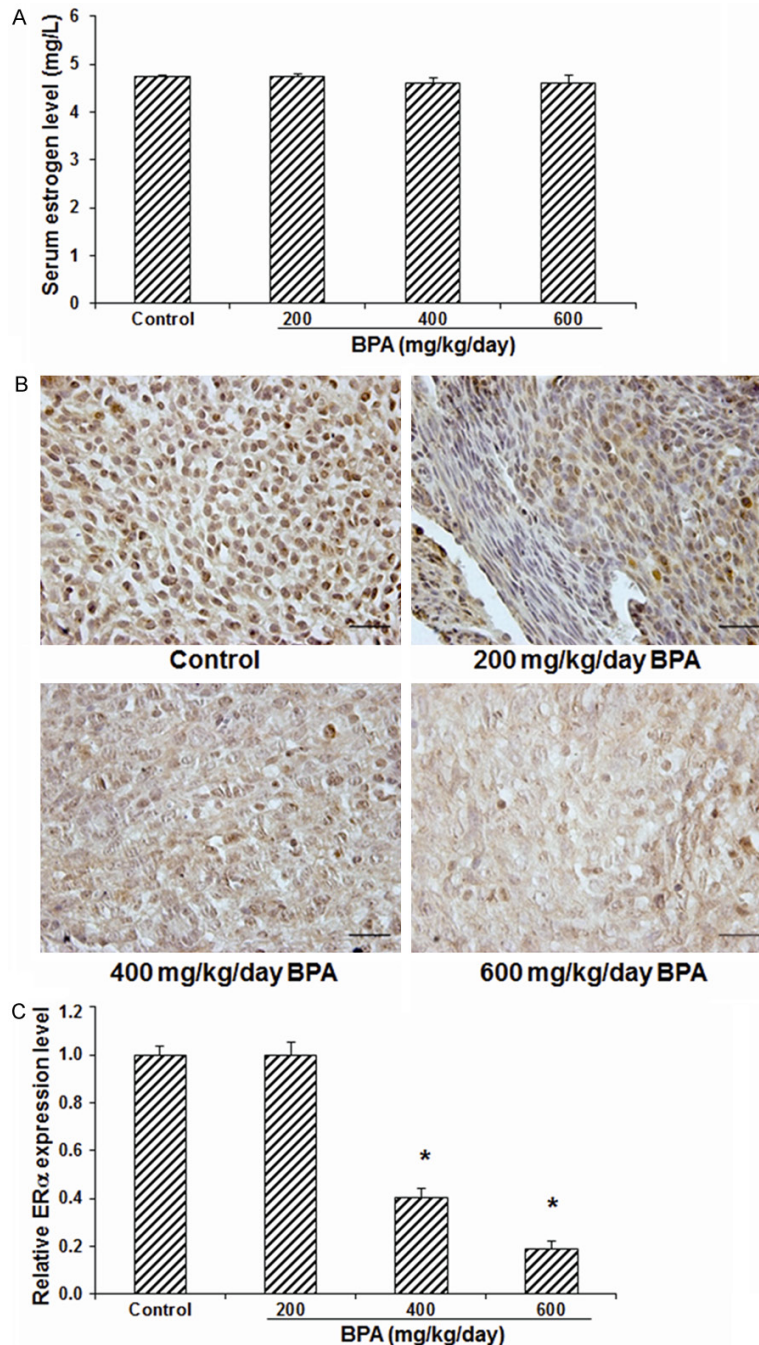 A
Serum estrogen level (mg/L)
6
5
4
3
2
1
0
Control 200 400 600
BPA (mg/kg/day)
B
Control 200 mg/kg/day BPA
400 mg/kg/day BPA 600 mg/kg/day BPA
C
Relative ERα expression level
1.2
1.0
0.8
0.6
0.4
0.2
0.0
* *
Control 200 400 600
BPA (mg/kg/day)